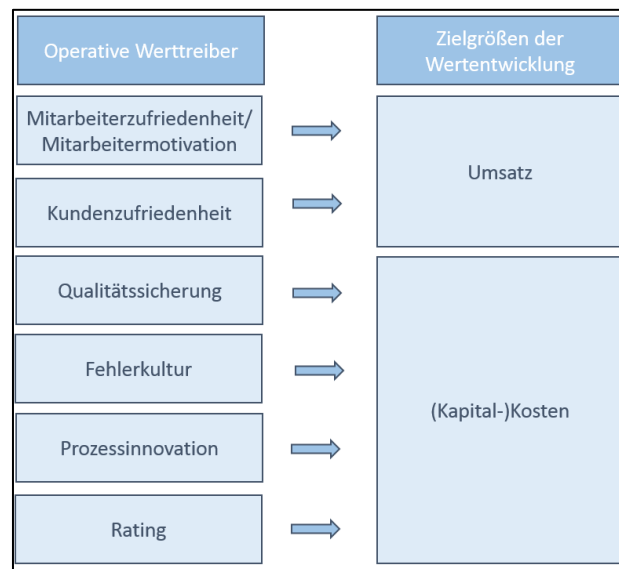 Operative Werttreiber
Zielgrößen der
Wertentwicklung
Mitarbeiterzufriedenheit/
Mitarbeitermotivation
Umsatz
Kundenzufriedenheit
Qualitätssicherung
Fehlerkultur
(Kapital-)Kosten
Prozessinnovation
Rating